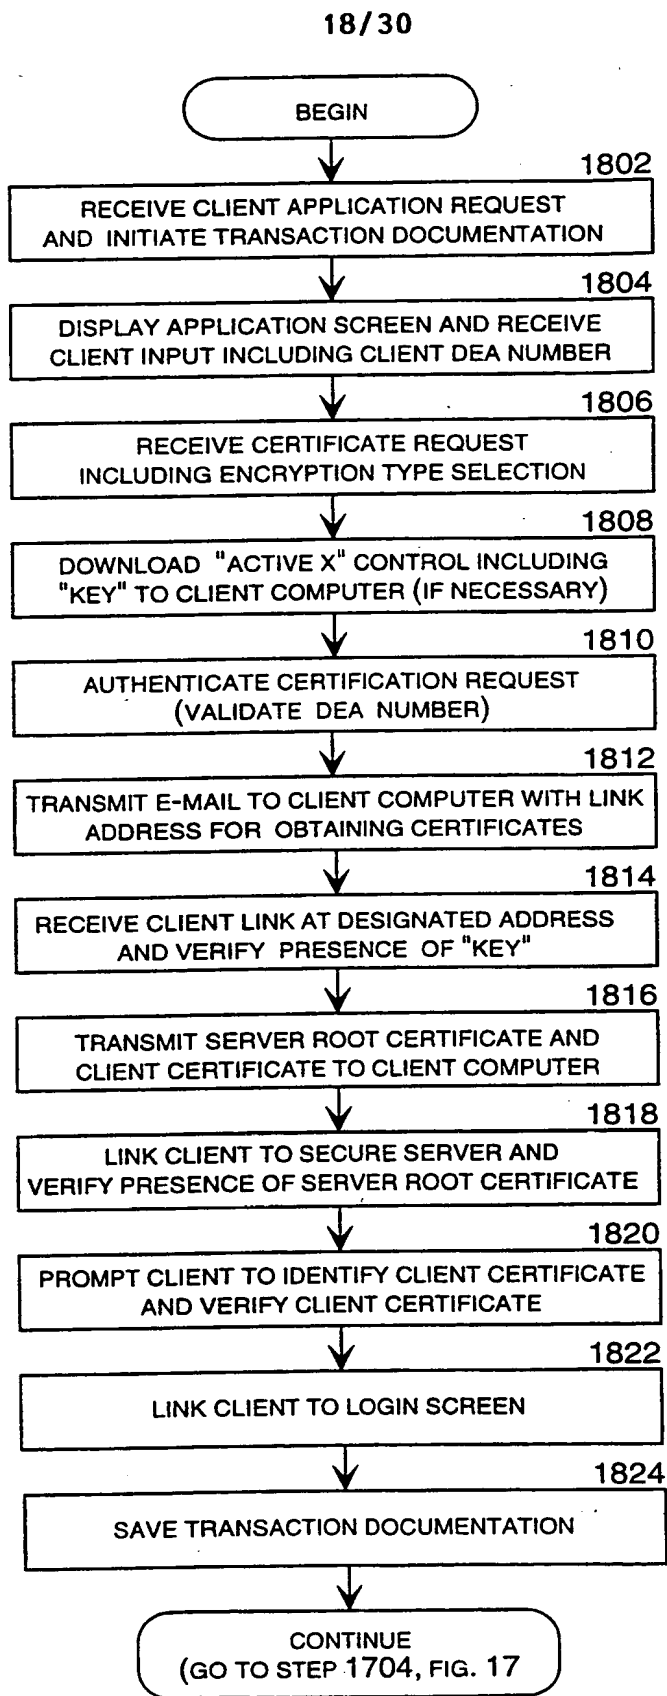 18/30
BEGIN
1802
RECEIVE CLIENT APPLICATION REQUEST
AND INITIATE TRANSACTION DOCUMENTATION
1804
DISPLAY APPLICATION SCREEN AND RECEIVE
CLIENT INPUT INCLUDING CLIENT DEA NUMBER
1806
RECEIVE CERTIFICATE REQUEST
INCLUDING ENCRYPTION TYPE SELECTION
1808
DOWNLOAD "ACTIVE X" CONTROL INCLUDING
"KEY" TO CLIENT COMPUTER (IF NECESSARY)
1810
AUTHENTICATE CERTIFICATION REQUEST
(VALIDATE DEA NUMBER)
1812
TRANSMIT E-MAIL TO CLIENT COMPUTER WITH LINK
ADDRESS FOR OBTAINING CERTIFICATES
1814
RECEIVE CLIENT LINK AT DESIGNATED ADDRESS
AND VERIFY PRESENCE OF "KEY"
1816
TRANSMIT SERVER ROOT CERTIFICATE AND
CLIENT CERTIFICATE TO CLIENT COMPUTER
1818
LINK CLIENT TO SECURE SERVER AND
VERIFY PRESENCE OF SERVER ROOT CERTIFICATE
1820
PROMPT CLIENT TO IDENTIFY CLIENT CERTIFICATE
AND VERIFY CLIENT CERTIFICATE
1822
LINK CLIENT TO LOGIN SCREEN
1824
SAVE TRANSACTION DOCUMENTATION
CONTINUE
(GO TO STEP 1704, FIG. 17